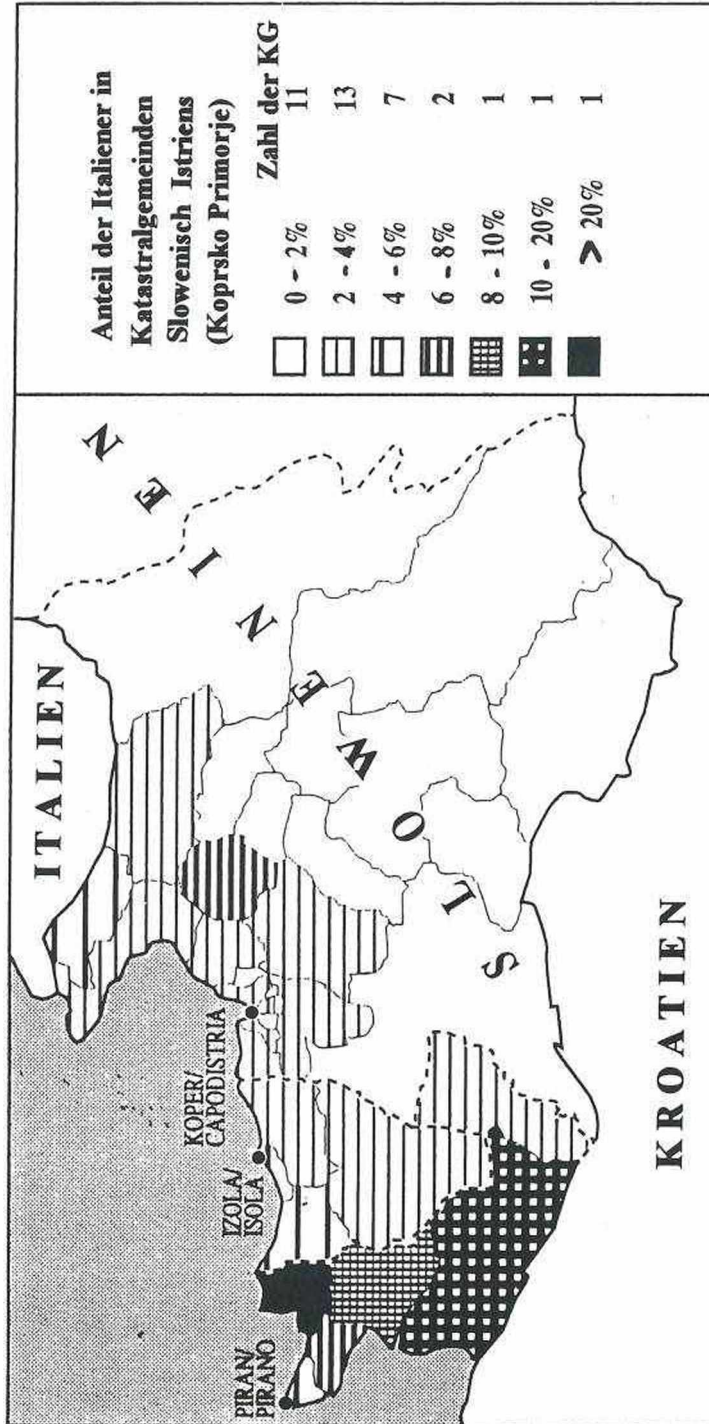 Anteil der Italiener in
Katastralgemeinden
Slowenisch Istriens
(Koprsko Primorje)
Zahl der KG
0 - 2% 11
2 - 4% 13
4 - 6% 7
6 - 8% 2
8 - 10% 1
10 - 20% 1
> 20% 1
ITALIEN
SLOWENIEN
KROATIEN
KOPER/
CAPODISTRIA
IZOLA/
ISOLA
PIRAN/
PIRANO